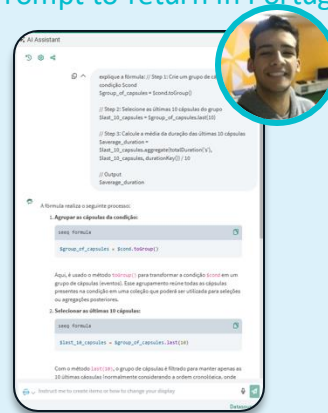 Prompt to return in Portug
AI Assistant
explique a fórmula: // Step 1: Crie um grupo de cá
condição $cond
$group_of_capsules = $cond.toGroup()
// Step 2: Selecione as últimas 10 cápsulas do grupo
$last_10_capsules = $group_of_capsules.last(10)
// Step 3: Calcule a média da duração das últimas 10 cápsulas
$average_duration =
$last_10_capsules.aggregate(totalDuration('s'),
$last_10_capsules, durationKey()) / 10
// Output
$average_duration
A fórmula realiza o seguinte processo:
1. Agrupar as cápsulas da condição:
seeq formula
$group_of_capsules = $cond.toGroup()
Aqui, é usado o método toGroup() para transformar a condição $cond em um
grupo de cápsulas (eventos). Esse agrupamento reúne todas as cápsulas
presentes na condição em uma coleção que poderá ser utilizada para seleções
ou agregações posteriores.
2. Selecionar as últimas 10 cápsulas:
seeq formula
$last_10_capsules = $group_of_capsules.last(10)
Com o método last(10), o grupo de cápsulas é filtrado para manter apenas as
10 últimas cápsulas (normalmente considerando a ordem cronológica, onde
Instruct me to create items or how to change your display